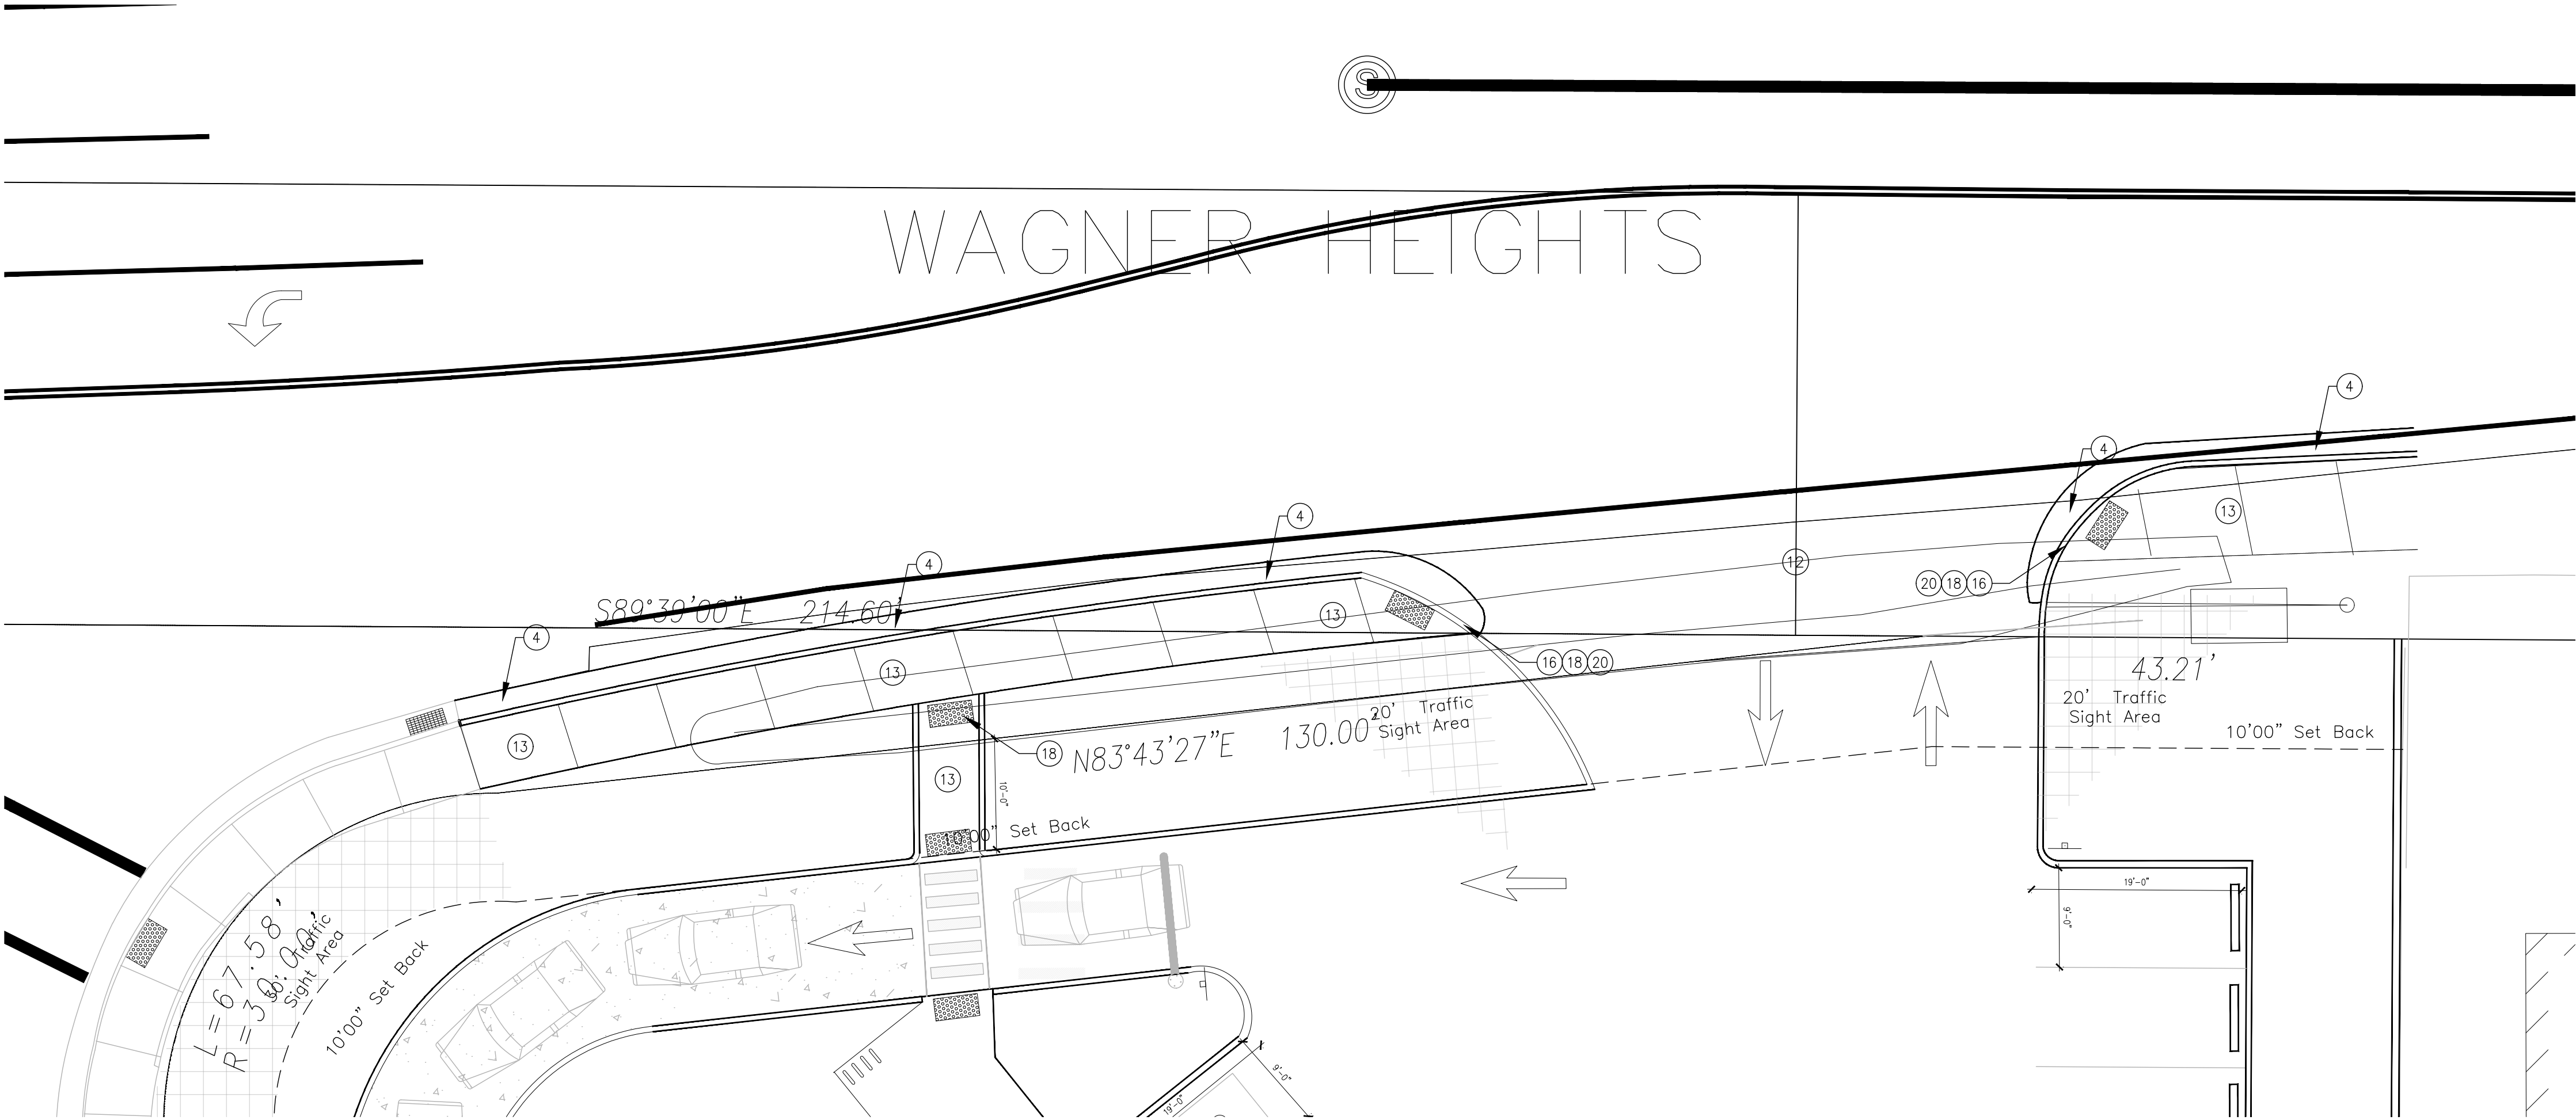 S
WAGNER HEIGHTS
4
4
4
13
4
12
S89°39'00"E 214.60'
13
20 18 16
4
13
16 18 20
43.21'
20' Traffic
Sight Area
20' Traffic
Sight Area
N83°43'27"E 130.00'
10'00" Set Back
13
18
13
10'-0"
10'00" Set Back
19'-0"
9'-0"
L=67.58'
R=30.00'
30' Traffic
Sight Area
10'00" Set Back
9'-0"
19'-0"